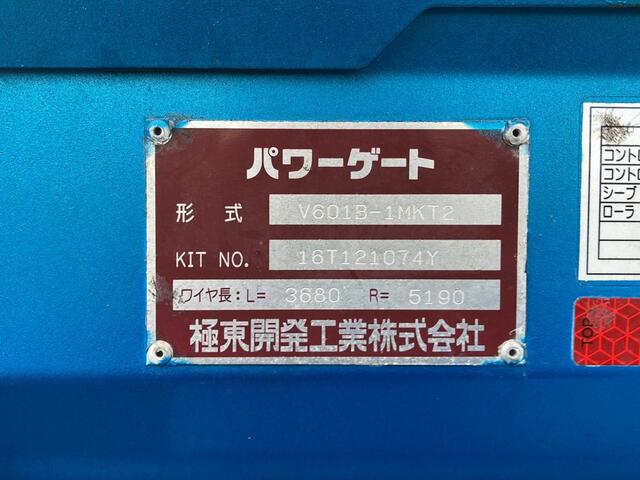 パワーゲート
形式 V601B-1MKT2
KIT NO. 16T121074Y
ワイヤ長:L= 3680 R= 5190
極東開発工業株式会社
コントロ
コントロ
シーブ
ローラ
TOP